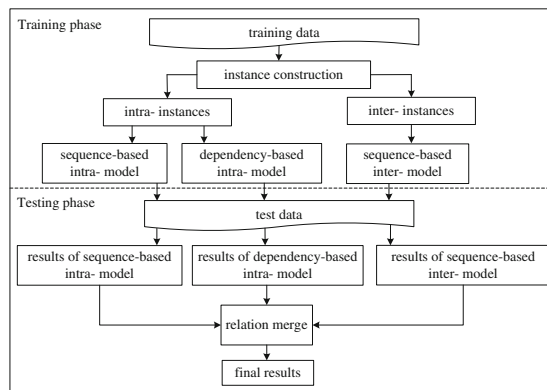 Training phase
training data
instance construction
intra- instances
inter- instances
sequence-based
intra- model
dependency-based
intra- model
sequence-based
inter- model
Testing phase
test data
results of sequence-based
intra- model
results of dependency-based
intra- model
results of sequence-based
inter- model
relation merge
final results